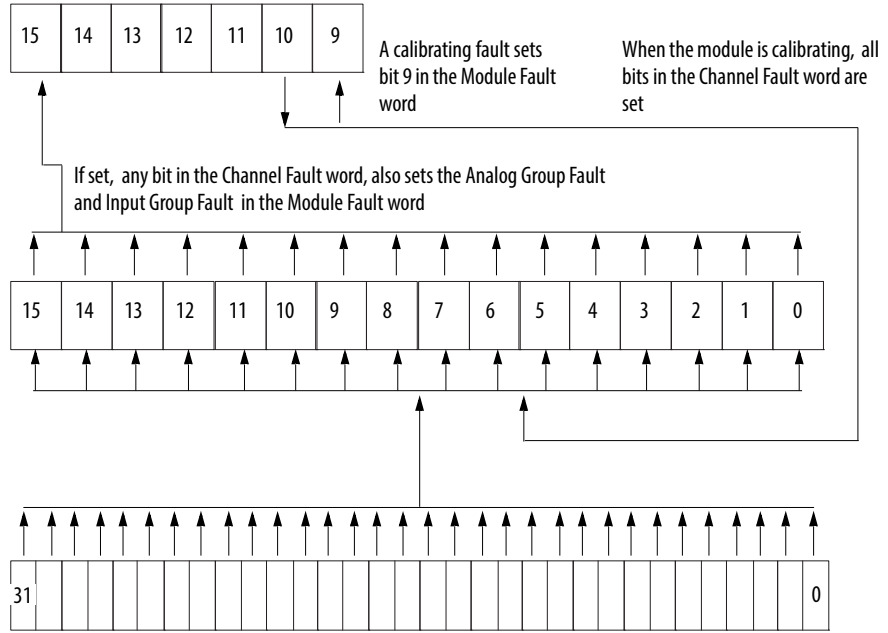 15 14 13 12 11 10 9
A calibrating fault sets
bit 9 in the Module Fault
word
When the module is calibrating, all
bits in the Channel Fault word are
set
If set, any bit in the Channel Fault word, also sets the Analog Group Fault
and Input Group Fault in the Module Fault word
15 14 13 12 11 10 9 8 7 6 5 4 3 2 1 0
31 0